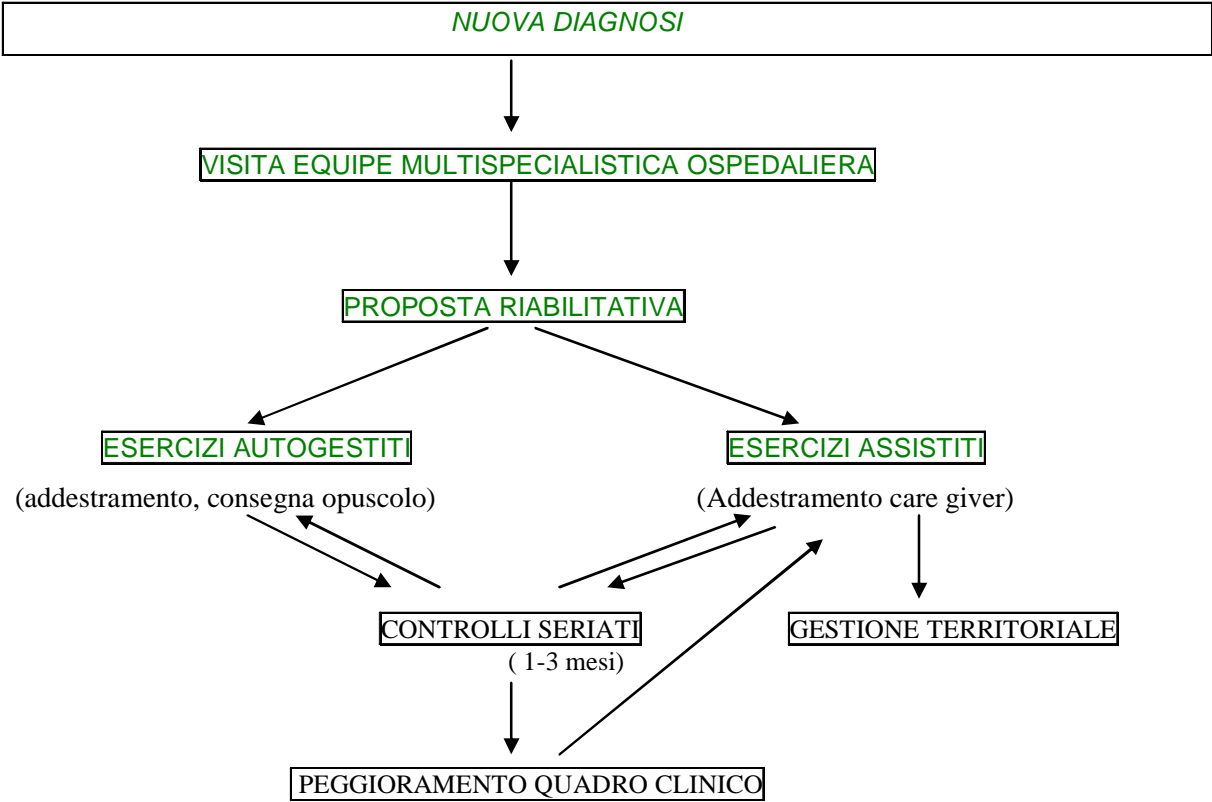 NUOVA DIAGNOSI
VISITA EQUIPE MULTISPECIALISTICA OSPEDALIERA
PROPOSTA RIABILITATIVA
ESERCIZI AUTOGESTITI
ESERCIZI ASSISTITI
(addestramento, consegna opuscolo)
(Addestramento care giver)
CONTROLLI SERIATI
GESTIONE TERRITORIALE
( 1-3 mesi)
PEGGIORAMENTO QUADRO CLINICO